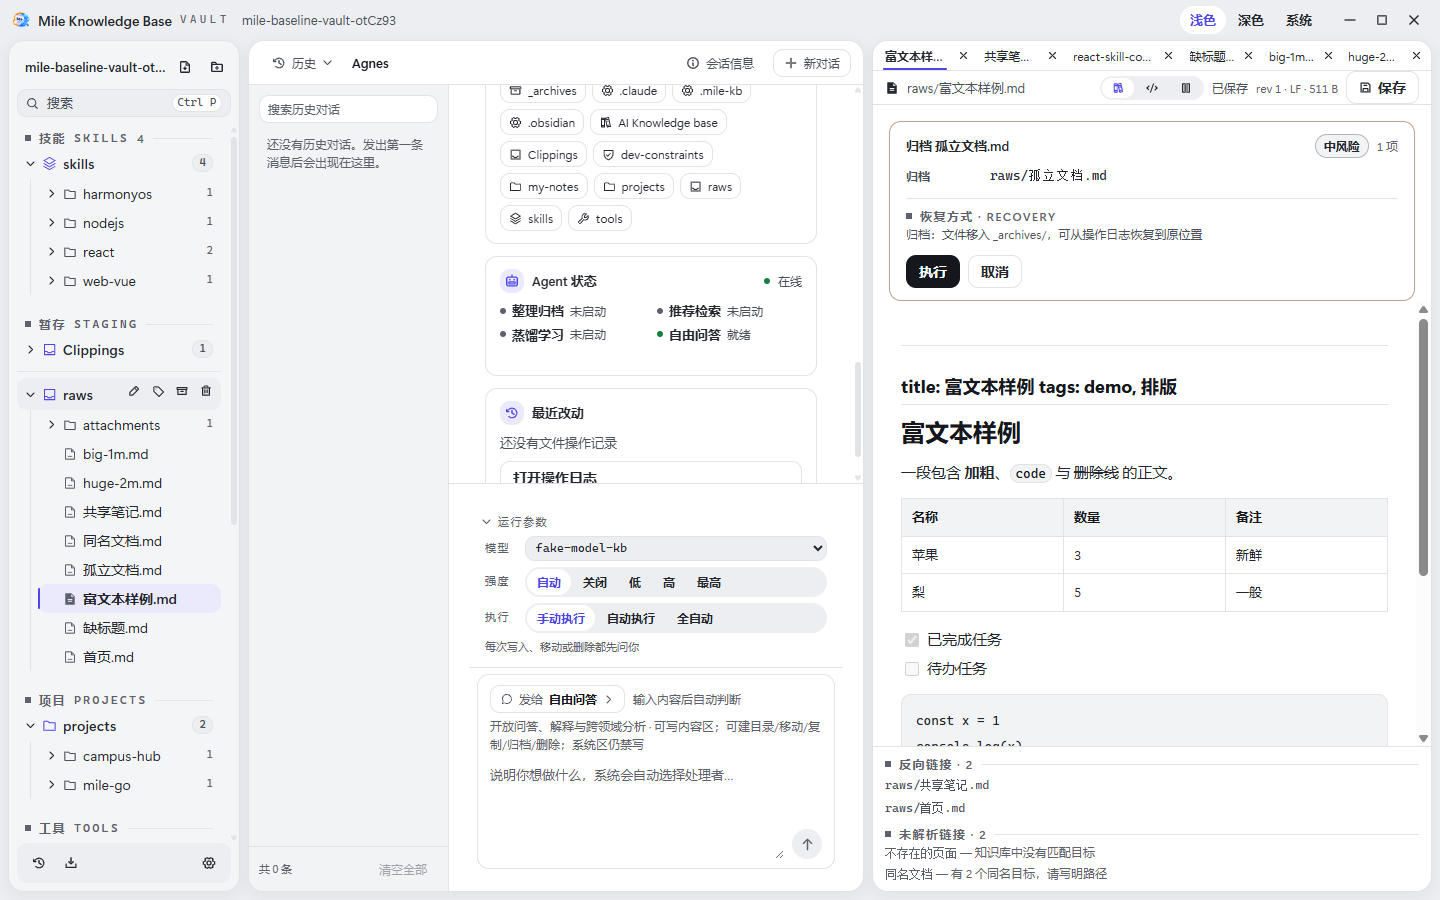 Mile Knowledge Base VAULT mile-baseline-vault-otCz93
浅色 深色 系统
mile-baseline-vault-ot...
搜索 Ctrl P
技能 SKILLS 4
skills 4
harmonyos 1
nodejs 1
react 2
web-vue 1
暂存 STAGING
Clippings 1
raws
attachments 1
big-1m.md
huge-2m.md
共享笔记.md
同名文档.md
孤立文档.md
富文本样例.md
缺标题.md
首页.md
项目 PROJECTS
projects 2
campus-hub 1
mile-go 1
工具 TOOLS
历史 Agnes 会话信息 新对话
搜索历史对话
还没有历史对话。发出第一条
消息后会出现在这里。
共 0 条 清空全部
_archives .claude .mile-kb
.obsidian AI Knowledge base
Clippings dev-constraints
my-notes projects raws
skills tools
Agent 状态 在线
整理归档 未启动 推荐检索 未启动
蒸馏学习 未启动 自由问答 就绪
最近改动
还没有文件操作记录
打开操作日志
运行参数
模型 fake-model-kb
强度 自动 关闭 低 高 最高
执行 手动执行 自动执行 全自动
每次写入、移动或删除都先问你
发给 自由问答 输入内容后自动判断
开放问答、解释与跨领域分析 · 可写内容区；可建目录/移动/复
制/归档/删除；系统区仍禁写
说明你想做什么，系统会自动选择处理者...
富文本样... 共享笔... react-skill-co... 缺标题... big-1m... huge-2...
raws/富文本样例.md 已保存 rev 1 · LF · 511 B 保存
归档 孤立文档.md 中风险 1 项
归档 raws/孤立文档.md
恢复方式 · RECOVERY
归档：文件移入 _archives/，可从操作日志恢复到原位置
执行 取消
title: 富文本样例 tags: demo, 排版
富文本样例
一段包含 加粗、 code 与 删除线 的正文。
名称 数量 备注
苹果 3 新鲜
梨 5 一般
已完成任务
待办任务
const x = 1
console.log(x)
反向链接 · 2
raws/共享笔记.md
raws/首页.md
未解析链接 · 2
不存在的页面 — 知识库中没有匹配目标
同名文档 — 有 2 个同名目标，请写明路径